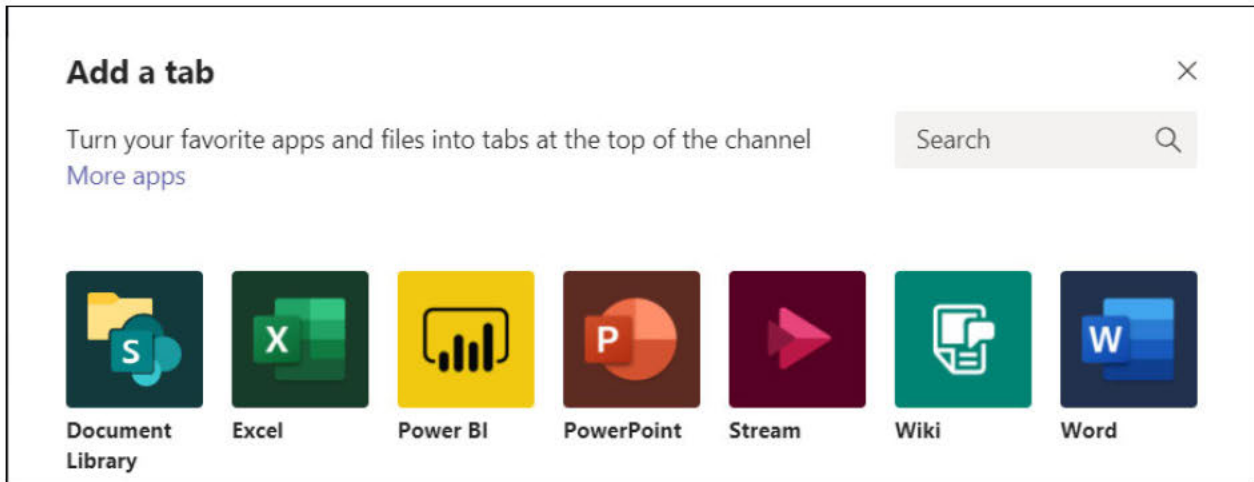 Add a tab
Turn your favorite apps and files into tabs at the top of the channel
More apps
Search
S
X
P
W
Document
Library
Excel
Power BI
PowerPoint
Stream
Wiki
Word